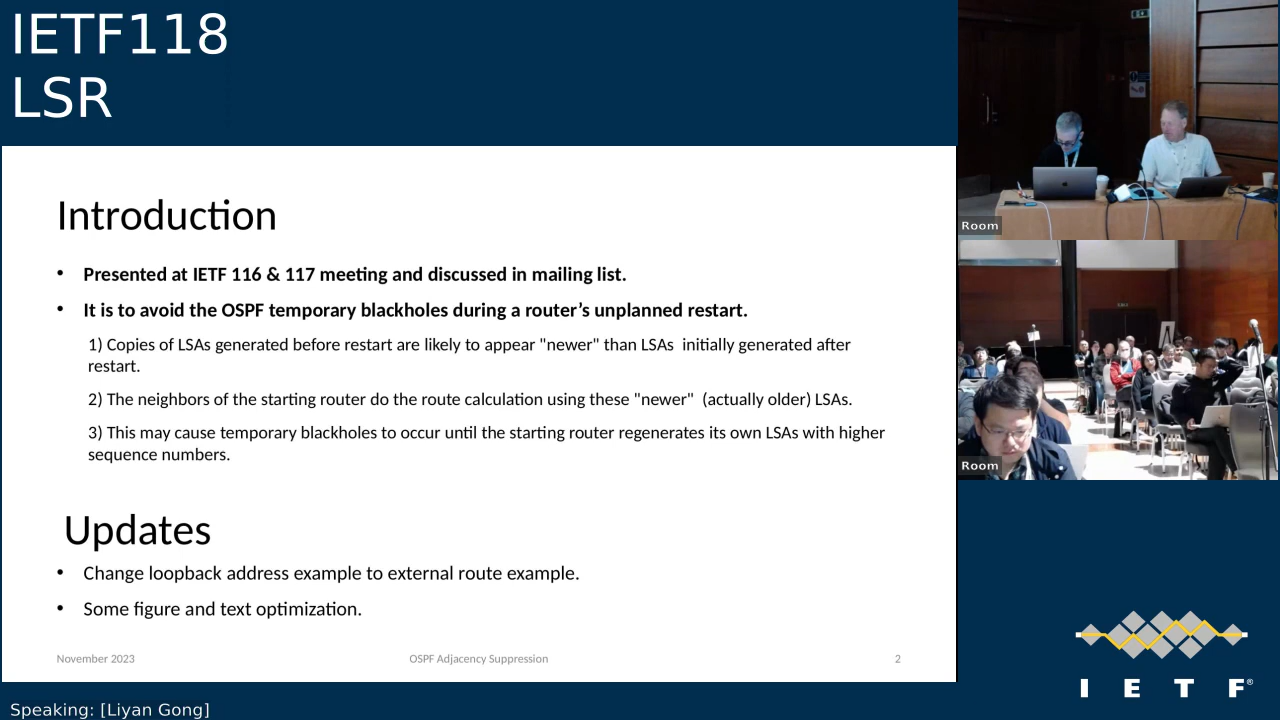 IETF118
LSR
Introduction
• Presented at IETF 116 & 117 meeting and discussed in mailing list.
• It is to avoid the OSPF temporary blackholes during a router’s unplanned restart.
1) Copies of LSAs generated before restart are likely to appear "newer" than LSAs  initially generated after
restart.
2) The neighbors of the starting router do the route calculation using these "newer"  (actually older) LSAs.
3) This may cause temporary blackholes to occur until the starting router regenerates its own LSAs with higher
sequence numbers.
Updates
• Change loopback address example to external route example.
• Some figure and text optimization.
November 2023
OSPF Adjacency Suppression
2
Room
Room
I E T F®
Speaking: [Liyan Gong]